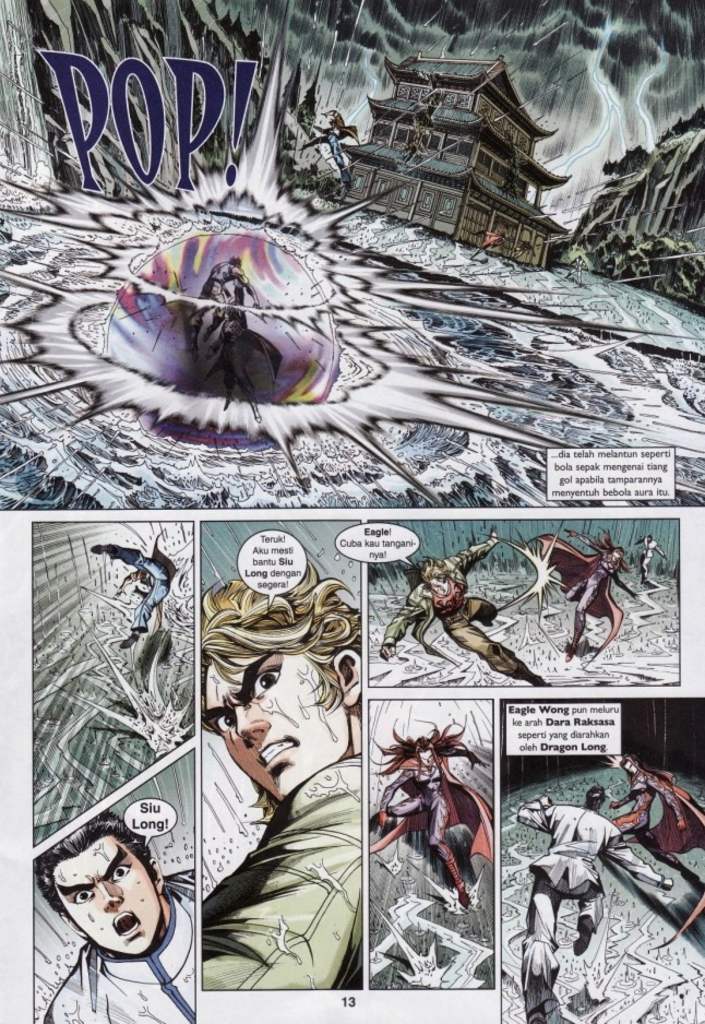 POP!
...dia telah melantun seperti
bola sepak mengenai tiang
gol apabila tamparannya
menyentuh bebola aura itu.
Teruk!
Aku mesti
bantu Siu
Long dengan
segera!
Eagle!
Cuba kau tangani-
nya!
Siu
Long!
Eagle Wong pun meluru
ke arah Dara Raksasa
seperti yang diarahkan
oleh Dragon Long.
13